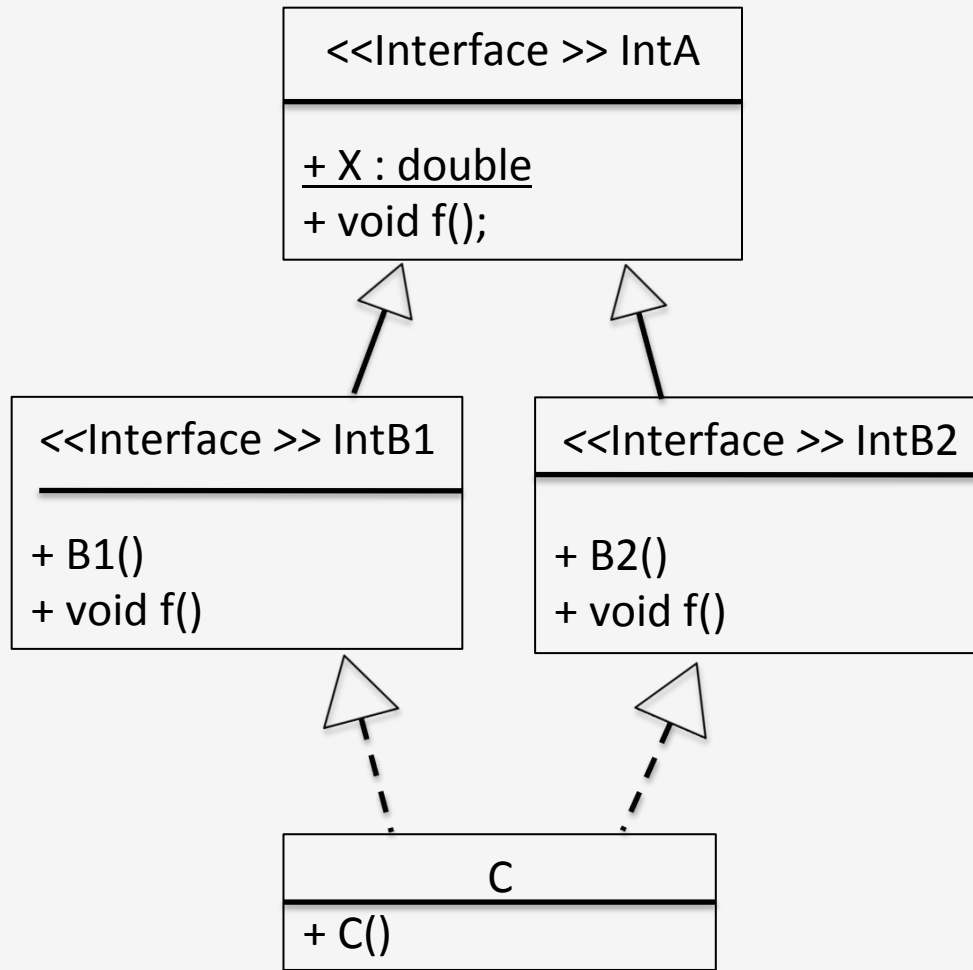 <<Interface >> IntA
+ X : double
+ void f();
<<Interface >> IntB1
+ B1()
+ void f()
<<Interface >> IntB2
+ B2()
+ void f()
C
+ C()